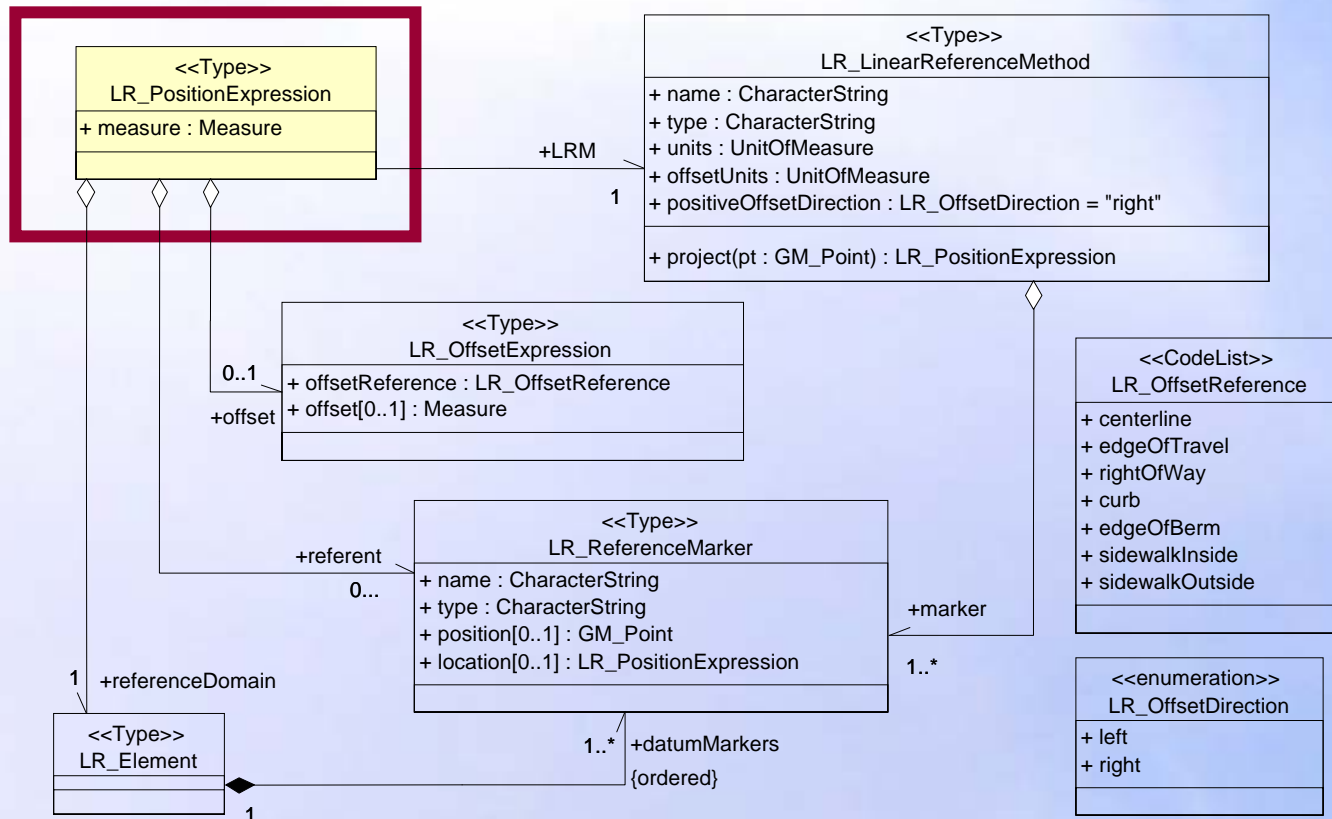 <<Type>>
LR_PositionExpression
+ measure : Measure
<<Type>>
LR_LinearReferenceMethod
+ name : CharacterString
+ type : CharacterString
+ units : UnitOfMeasure
+ offsetUnits : UnitOfMeasure
+ positiveOffsetDirection : LR_OffsetDirection = "right"
+ project(pt : GM_Point) : LR_PositionExpression
+LRM
1
<<Type>>
LR_OffsetExpression
+ offsetReference : LR_OffsetReference
+ offset[0..1] : Measure
0..1
+offset
<<CodeList>>
LR_OffsetReference
+ centerline
+ edgeOfTravel
+ rightOfWay
+ curb
+ edgeOfBerm
+ sidewalkInside
+ sidewalkOutside
<<Type>>
LR_ReferenceMarker
+ name : CharacterString
+ type : CharacterString
+ position[0..1] : GM_Point
+ location[0..1] : LR_PositionExpression
+referent
0...
+marker
1..*
1
+referenceDomain
<<Type>>
LR_Element
1
1..*
+datumMarkers
{ordered}
<<enumeration>>
LR_OffsetDirection
+ left
+ right